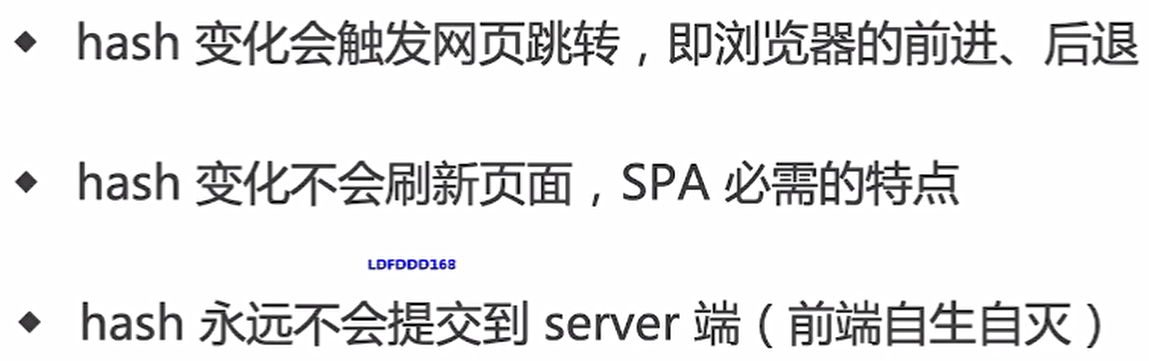 ◆ hash 变化会触发网页跳转，即浏览器的前进、后退
◆ hash 变化不会刷新页面，SPA 必需的特点
LDFDDD168
◆ hash 永远不会提交到 server 端（前端自生自灭）